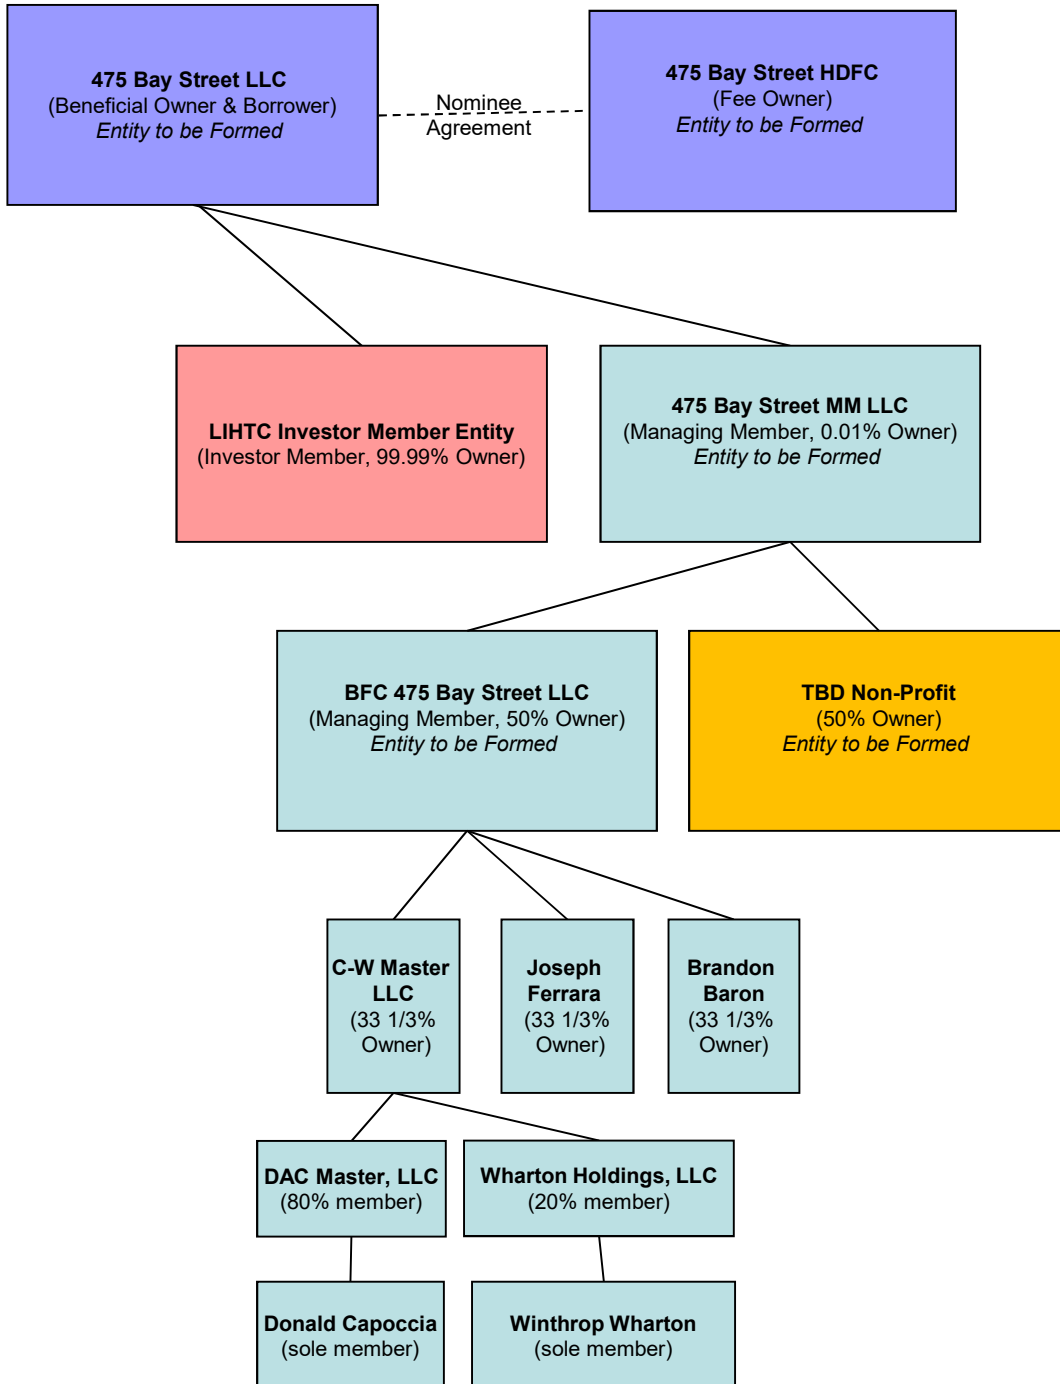 475 Bay Street LLC
(Beneficial Owner & Borrower)
Entity to be Formed
Nominee
Agreement
475 Bay Street HDFC
(Fee Owner)
Entity to be Formed
LIHTC Investor Member Entity
(Investor Member, 99.99% Owner)
475 Bay Street MM LLC
(Managing Member, 0.01% Owner)
Entity to be Formed
BFC 475 Bay Street LLC
(Managing Member, 50% Owner)
Entity to be Formed
TBD Non-Profit
(50% Owner)
Entity to be Formed
C-W Master
LLC
(33 1/3%
Owner)
Joseph
Ferrara
(33 1/3%
Owner)
Brandon
Baron
(33 1/3%
Owner)
DAC Master, LLC
(80% member)
Wharton Holdings, LLC
(20% member)
Donald Capoccia
(sole member)
Winthrop Wharton
(sole member)